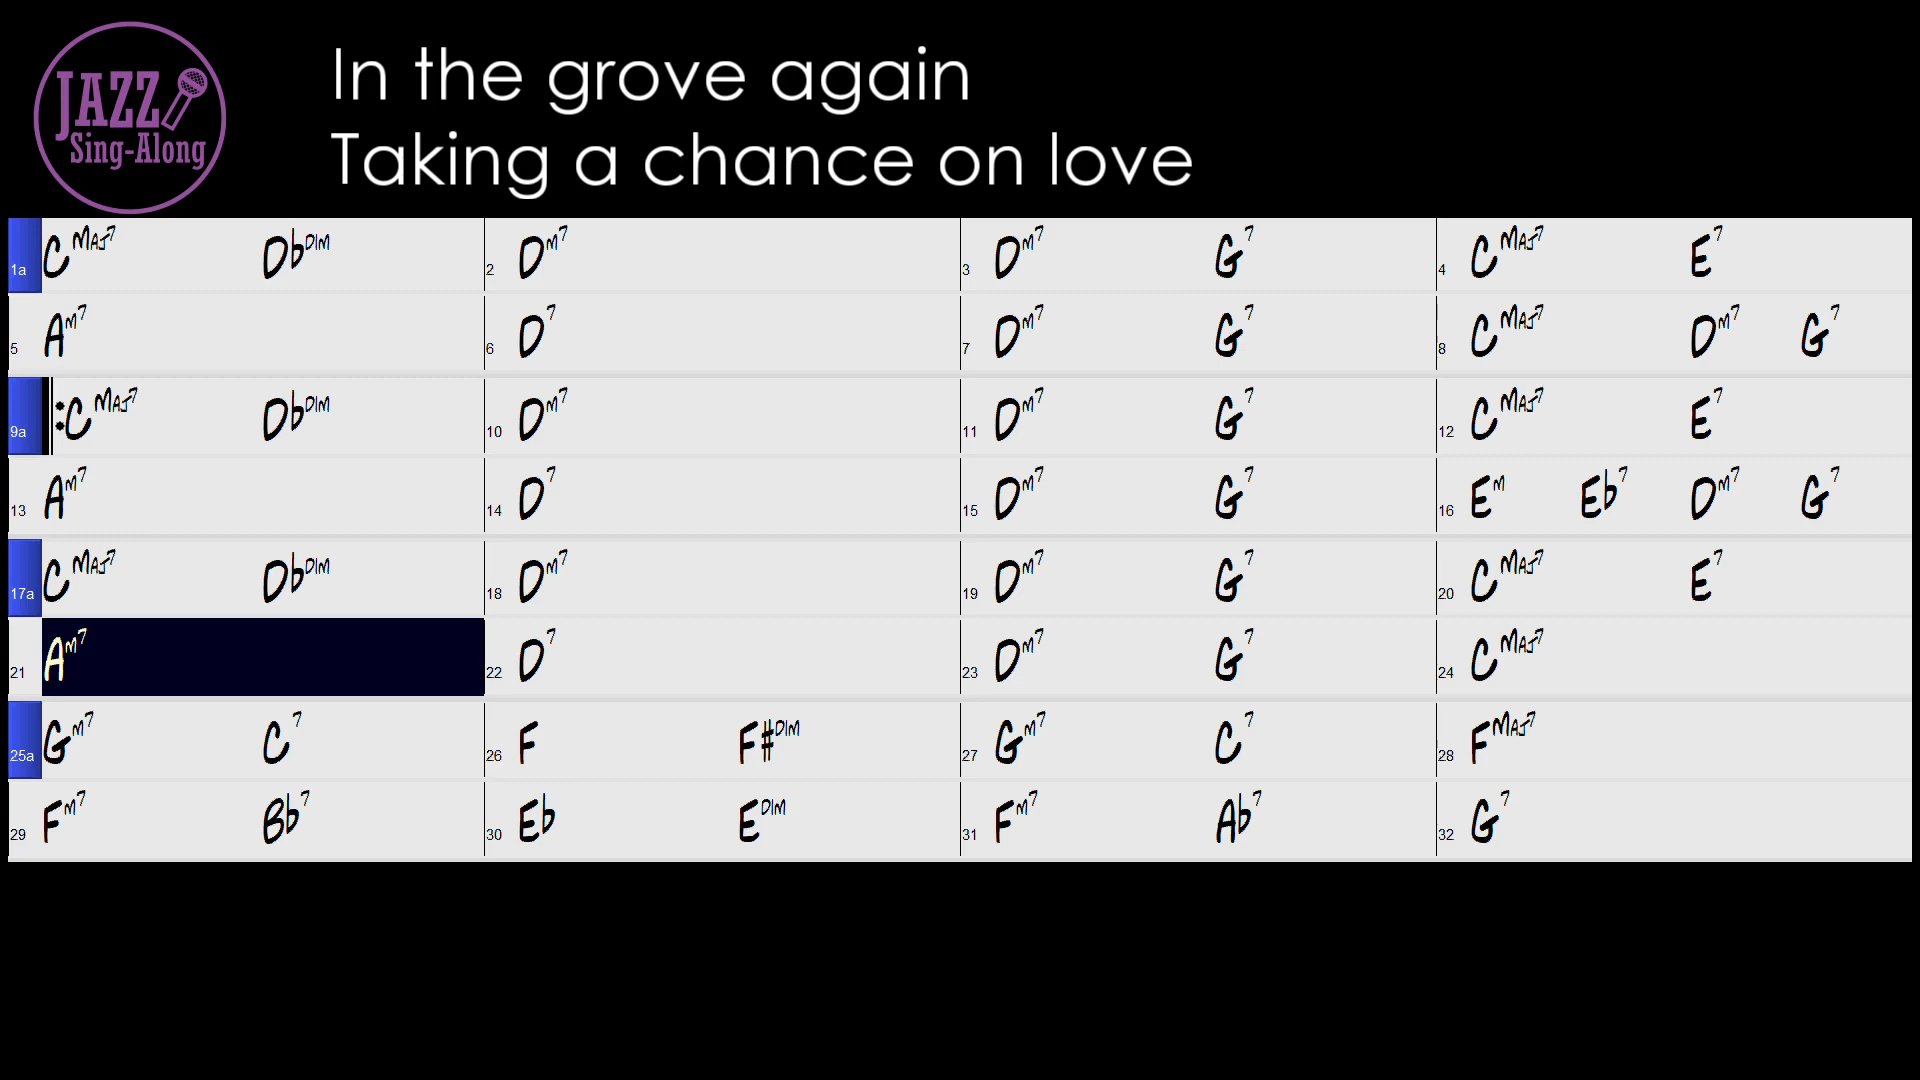 JAZZ
Sing-Along
In the grove again
Taking a chance on love
1a CMAJ7 DbDIM 2 DM7 3 DM7 G7 4 CMAJ7 E7
5 AM7 6 D7 7 DM7 G7 8 CMAJ7 DM7 G7
9a CMAJ7 DbDIM 10 DM7 11 DM7 G7 12 CMAJ7 E7
13 AM7 14 D7 15 DM7 G7 16 EM Eb7 DM7 G7
17a CMAJ7 DbDIM 18 DM7 19 DM7 G7 20 CMAJ7 E7
21 AM7 22 D7 23 DM7 G7 24 CMAJ7
25a GM7 C7 26 F F#DIM 27 GM7 C7 28 FMAJ7
29 FM7 Bb7 30 Eb EDIM 31 FM7 Ab7 32 G7